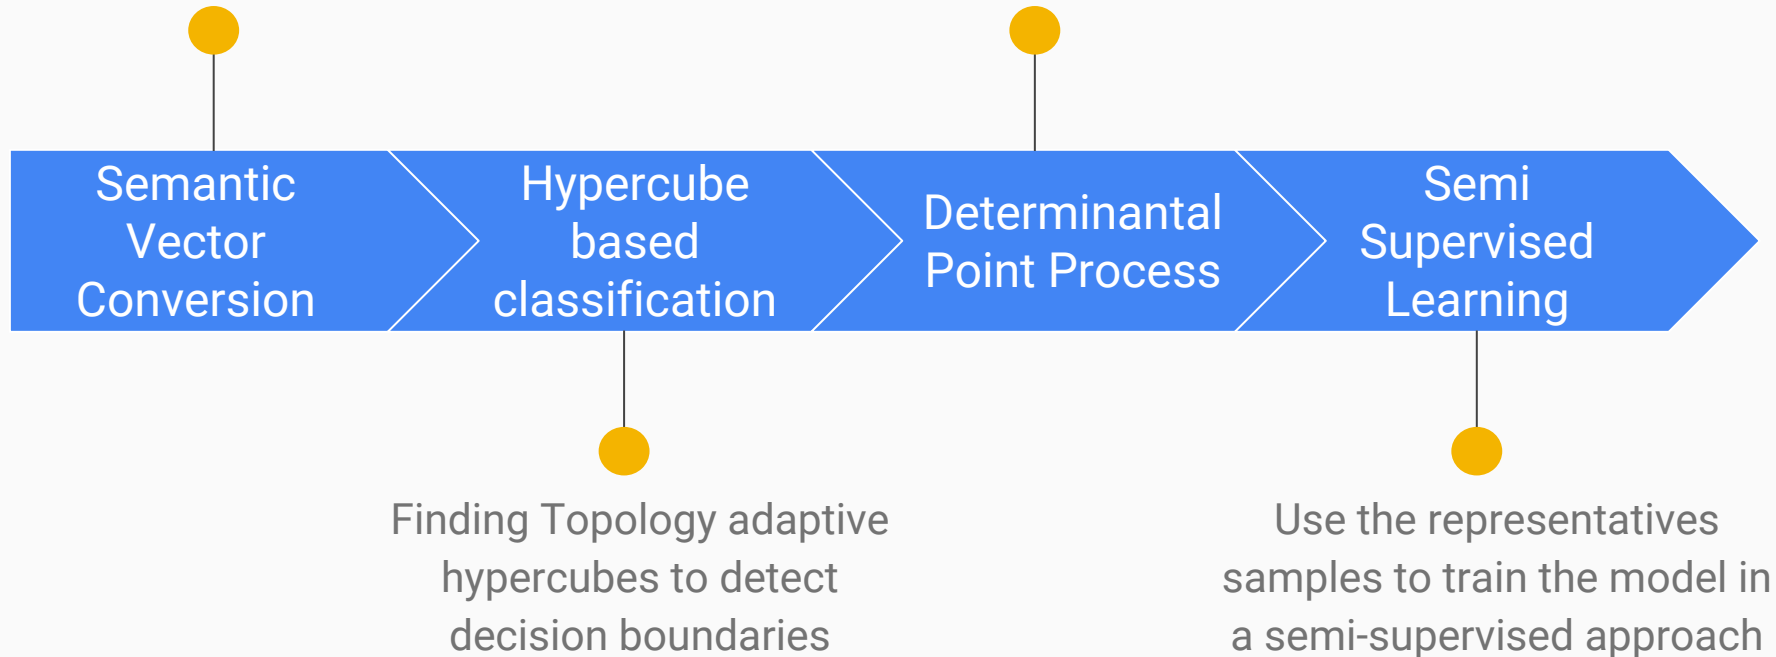 Semantic
Vector
Conversion
Hypercube
based
classification
Determinantal
Point Process
Semi
Supervised
Learning
Finding Topology adaptive
hypercubes to detect
decision boundaries
Use the representatives
samples to train the model in
a semi-supervised approach